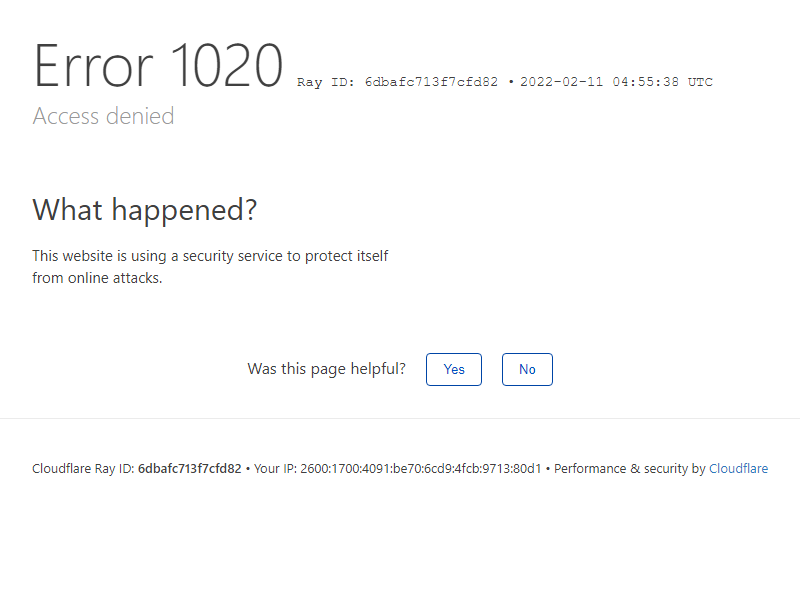 Error 1020 Ray ID: 6dbafc713f7cfd82 • 2022-02-11 04:55:38 UTC
Access denied
What happened?
This website is using a security service to protect itself
from online attacks.
Was this page helpful? Yes No
Cloudflare Ray ID: 6dbafc713f7cfd82 • Your IP: 2600:1700:4091:be70:6cd9:4fcb:9713:80d1 • Performance & security by Cloudflare